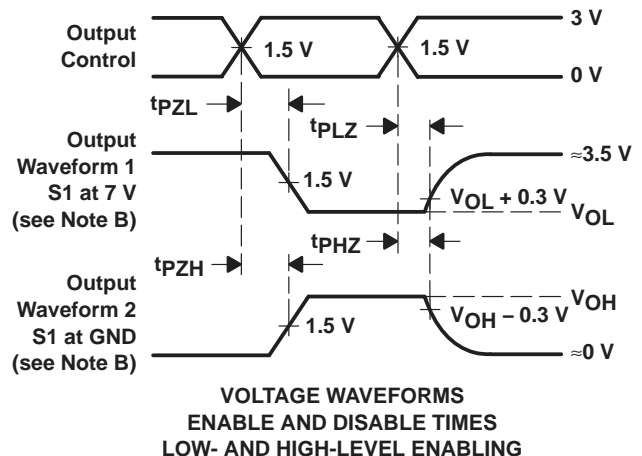 Output
Control
1.5 V
1.5 V
3 V
0 V
tPZL
tPLZ
Output
Waveform 1
S1 at 7 V
(see Note B)
1.5 V
VOL + 0.3 V
≈3.5 V
VOL
tPZH
tPHZ
Output
Waveform 2
S1 at GND
(see Note B)
1.5 V
VOH – 0.3 V
VOH
≈0 V
VOLTAGE WAVEFORMS
ENABLE AND DISABLE TIMES
LOW- AND HIGH-LEVEL ENABLING